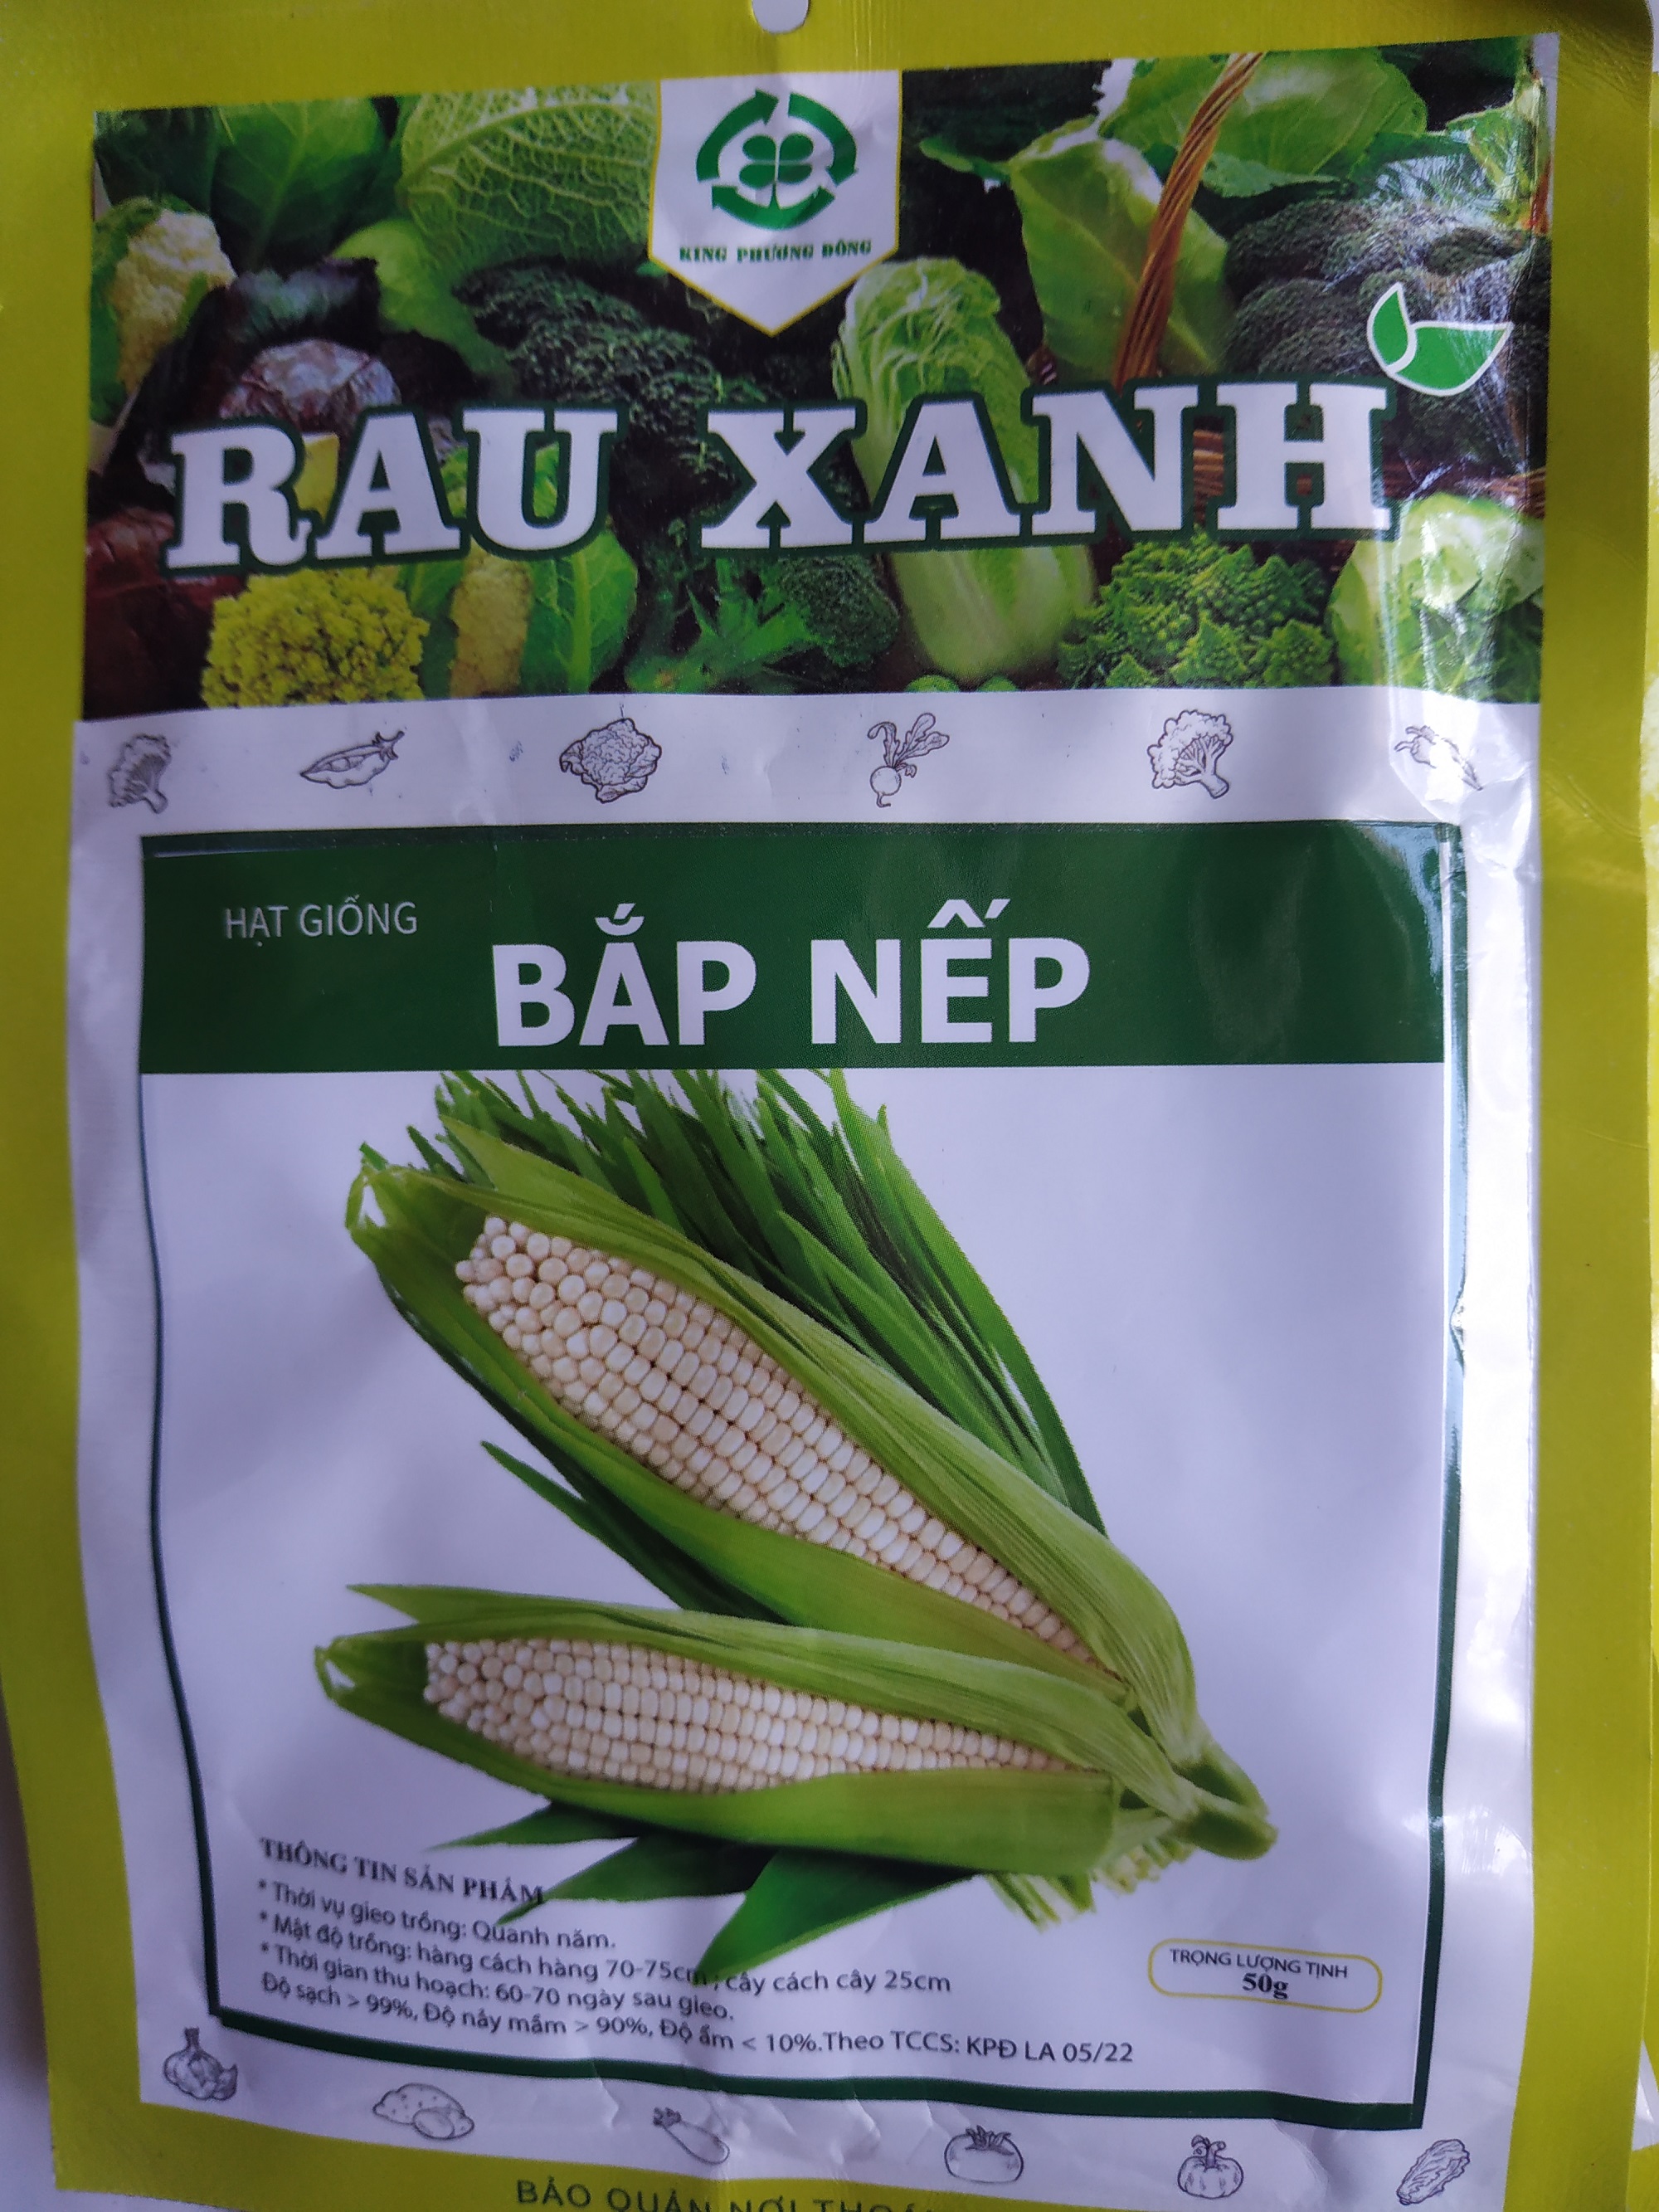 KING PHƯƠNG ĐÔNG
RAU XANH
HẠT GIỐNG
BẮP NẾP
THÔNG TIN SẢN PHẨM
* Thời vụ gieo trồng: Quanh năm.
* Mật độ trồng: hàng cách hàng 70-75cm ; cây cách cây 25cm
* Thời gian thu hoạch: 60-70 ngày sau gieo.
Độ sạch > 99%, Độ nảy mầm > 90%, Độ ẩm < 10%.Theo TCCS: KPĐ LA 05/22
TRỌNG LƯỢNG TỊNH
50g
BẢO QUẢN NƠI